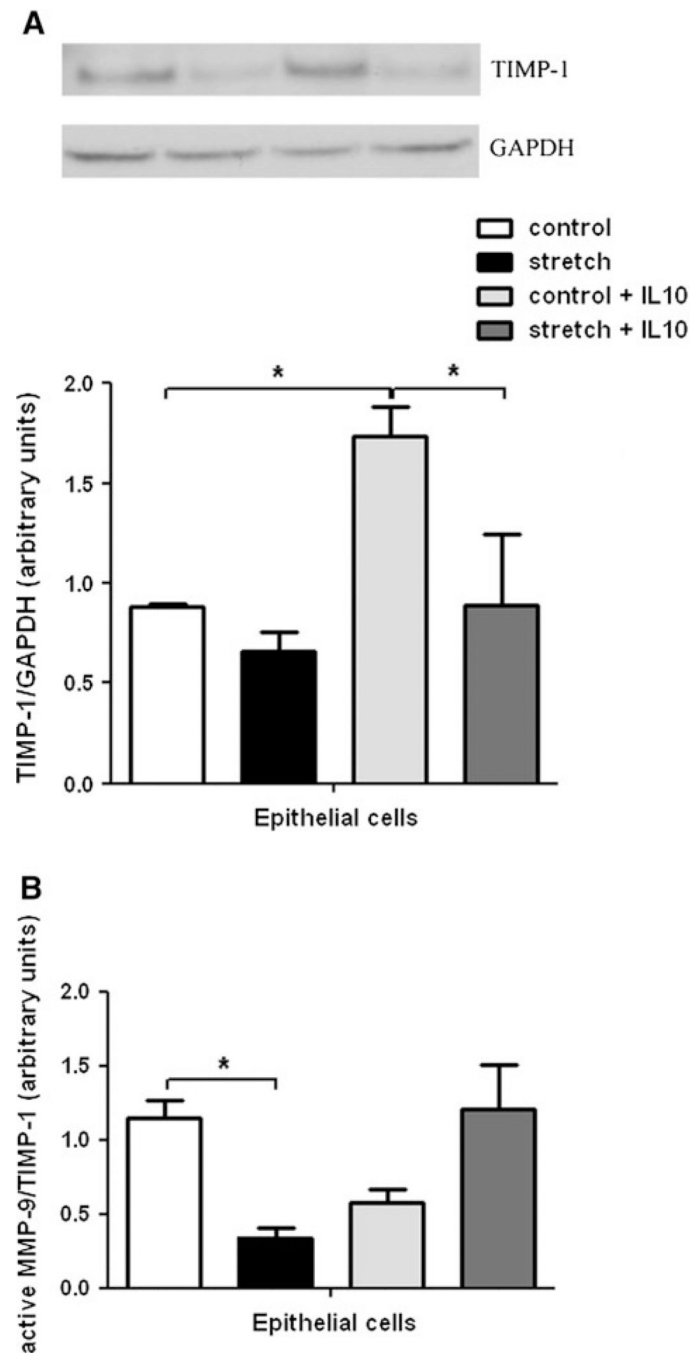 A
TIMP-1
GAPDH
control
stretch
control + IL10
stretch + IL10
* *
2.0
1.5
1.0
0.5
0.0
TIMP-1/GAPDH (arbitrary units)
Epithelial cells
B
*
2.0
1.5
1.0
0.5
0.0
active MMP-9/TIMP-1 (arbitrary units)
Epithelial cells